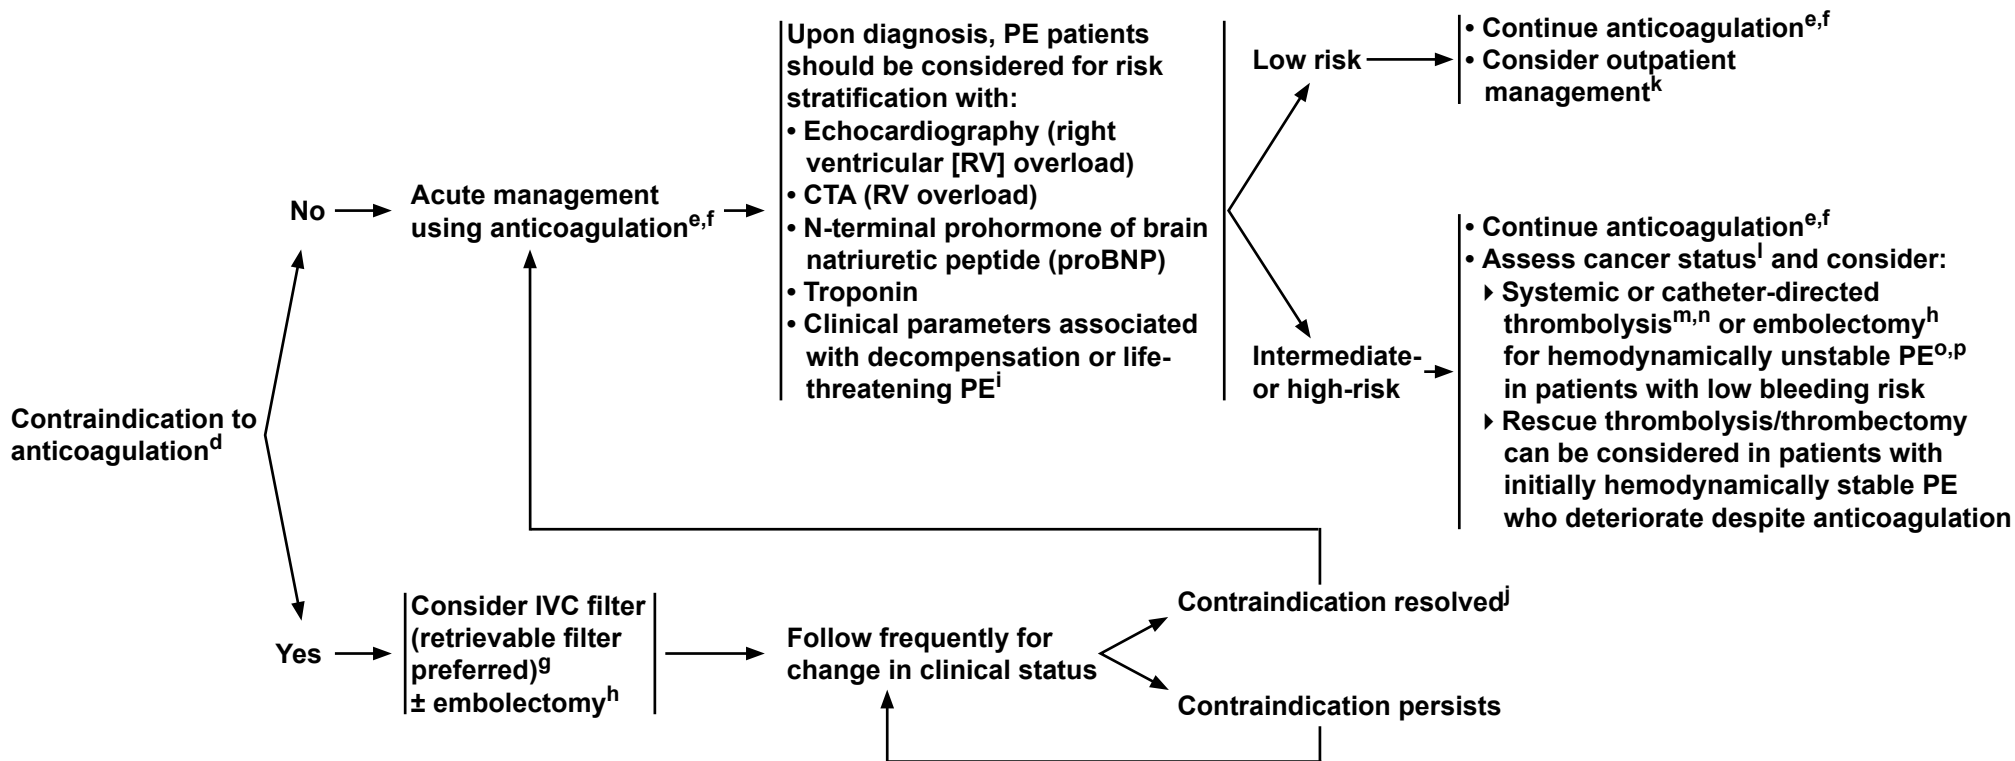 Contraindication to
anticoagulationᵈ
No
Acute management
using anticoagulationᵉ,ᶠ
Upon diagnosis, PE patients
should be considered for risk
stratification with:
• Echocardiography (right
ventricular [RV] overload)
• CTA (RV overload)
• N-terminal prohormone of brain
natriuretic peptide (proBNP)
• Troponin
• Clinical parameters associated
with decompensation or life-
threatening PEⁱ
Low risk
• Continue anticoagulationᵉ,ᶠ
• Consider outpatient
managementᵏ
Intermediate-
or high-risk
• Continue anticoagulationᵉ,ᶠ
• Assess cancer statusˡ and consider:
▸ Systemic or catheter-directed
thrombolysisᵐ,ⁿ or embolectomyʰ
for hemodynamically unstable PEᵒ,ᵖ
in patients with low bleeding risk
▸ Rescue thrombolysis/thrombectomy
can be considered in patients with
initially hemodynamically stable PE
who deteriorate despite anticoagulation
Yes
Consider IVC filter
(retrievable filter
preferred)ᵍ
± embolectomyʰ
Follow frequently for
change in clinical status
Contraindication resolvedʲ
Contraindication persists